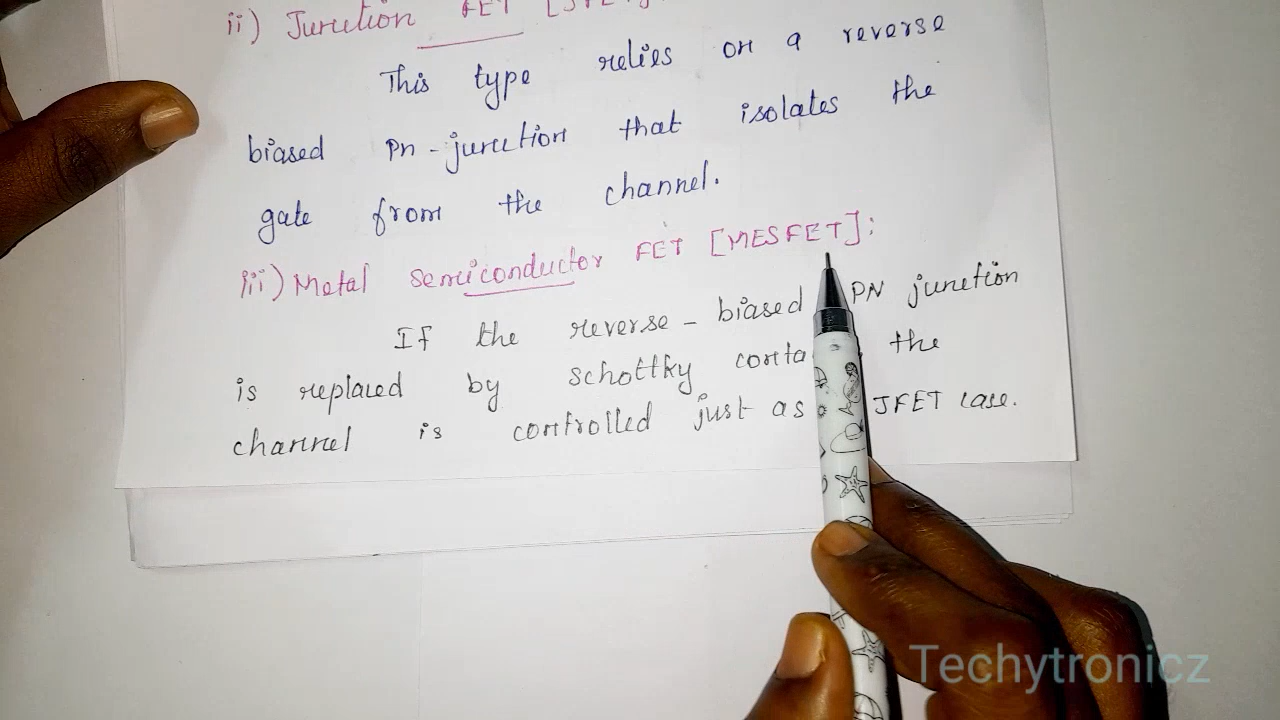 ii) Junction FET [JFET]
This type relies on a reverse
biased Pn-junction that isolates the
gate from the channel.
iii) Metal Semiconductor FET [MESFET]:
If the reverse-biased PN junction
is replaced by schottky the
channel is controlled just as JFET case.
Techytronicz